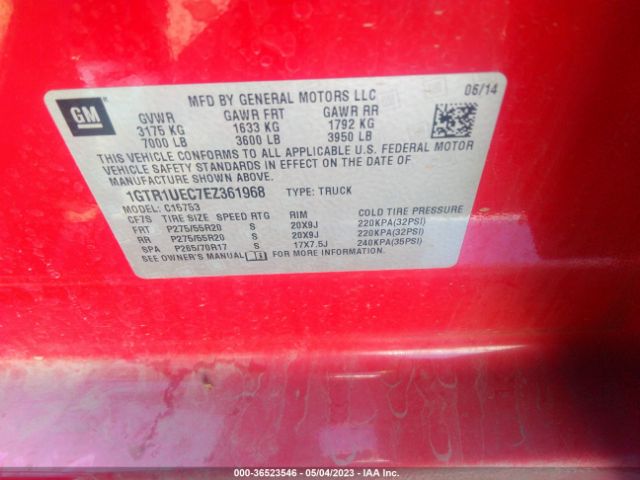 GM
MFD BY GENERAL MOTORS LLC
06/14
GVWR GAWR FRT GAWR RR
3175 KG 1633 KG 1792 KG
7000 LB 3600 LB 3950 LB
THIS VEHICLE CONFORMS TO ALL APPLICABLE U.S. FEDERAL MOTOR
VEHICLE SAFETY STANDARDS IN EFFECT ON THE DATE OF
MANUFACTURE SHOWN ABOVE.
1GTR1UEC7EZ361968 TYPE: TRUCK
MODEL: C15753
CF7S TIRE SIZE SPEED RTG RIM COLD TIRE PRESSURE
FRT P275/55R20 S 20X9J 220KPA(32PSI)
RR P275/55R20 S 20X9J 220KPA(32PSI)
SPA P265/70R17 S 17X7.5J 240KPA(35PSI)
SEE OWNER'S MANUAL FOR MORE INFORMATION.
000-36523546 - 05/04/2023 - IAA Inc.